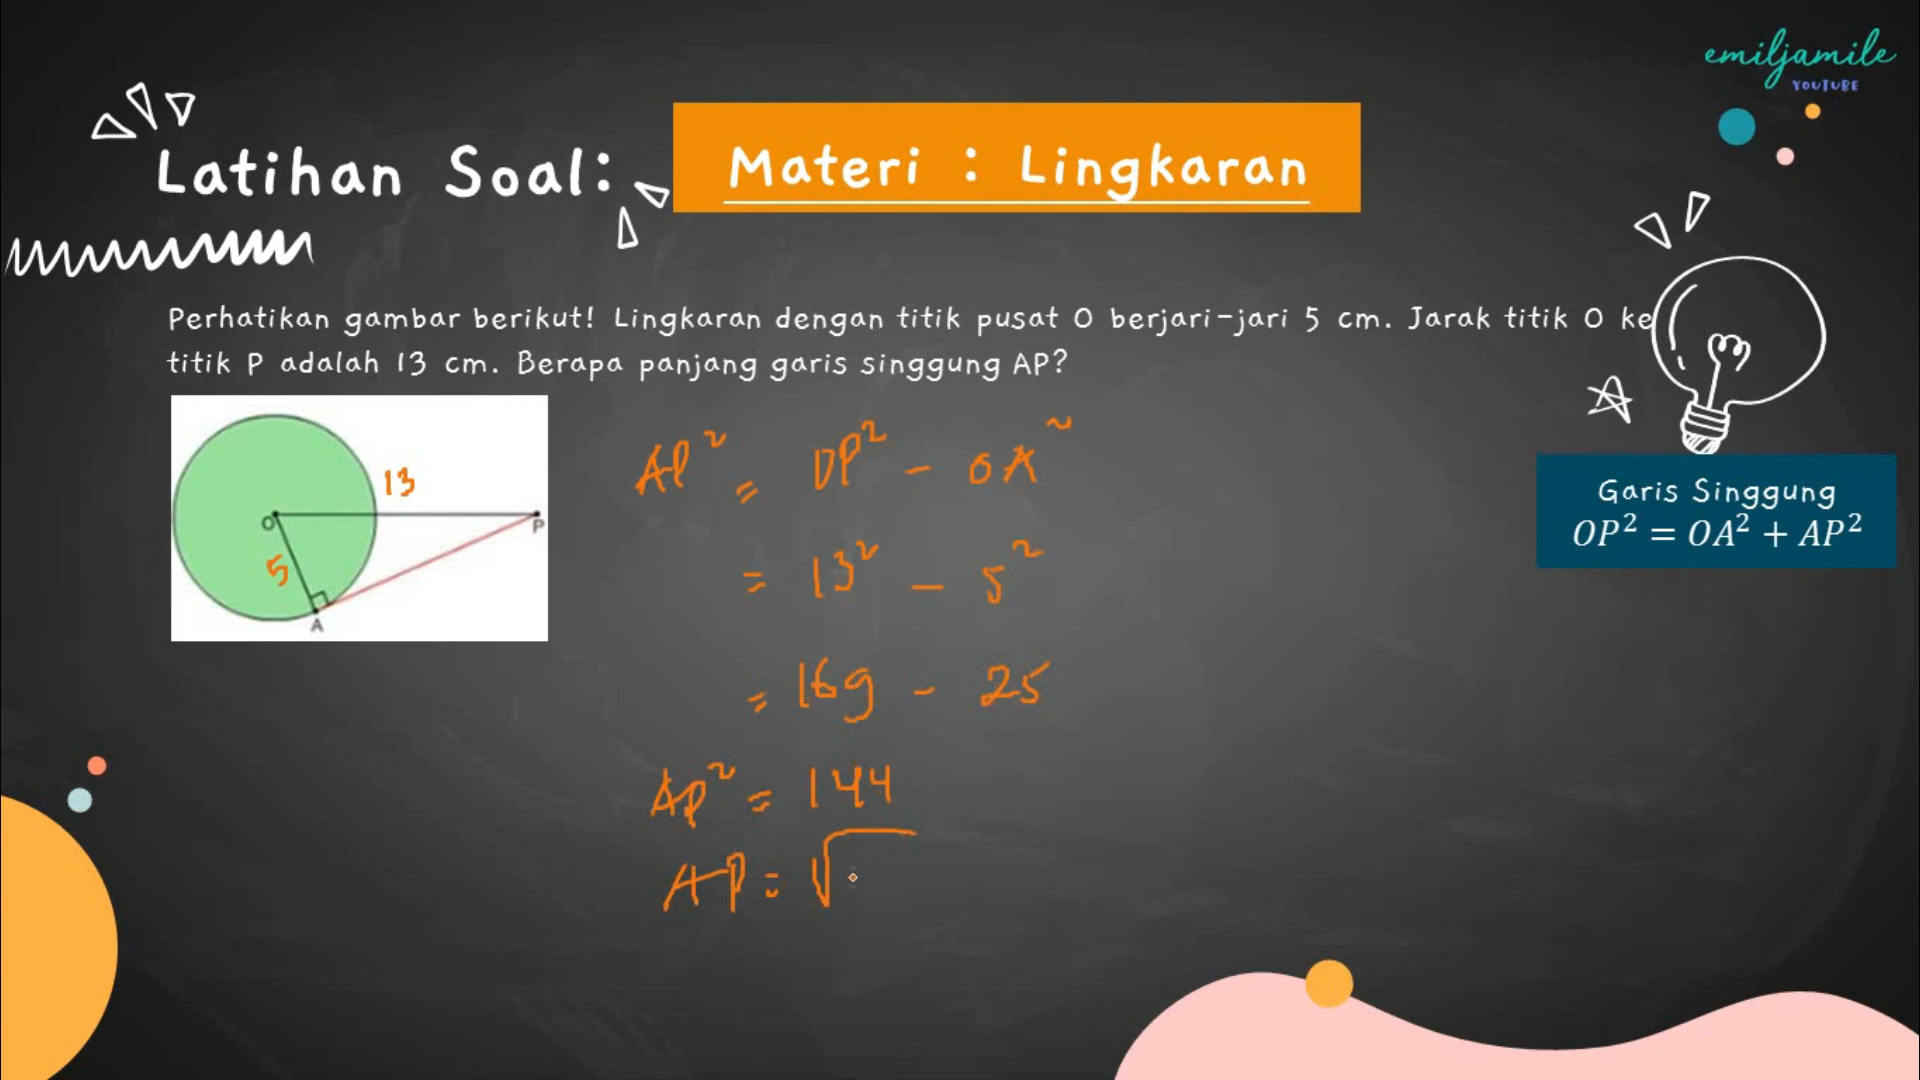 emiljamile
YOUTUBE
Latihan Soal:
Materi : Lingkaran
Perhatikan gambar berikut! Lingkaran dengan titik pusat O berjari-jari 5 cm. Jarak titik O ke
titik P adalah 13 cm. Berapa panjang garis singgung AP?
13
O
P
5
A
AP² = OP² - OA²
= 13² - 5²
= 169 - 25
AP² = 144
AP = √
Garis Singgung
OP² = OA² + AP²